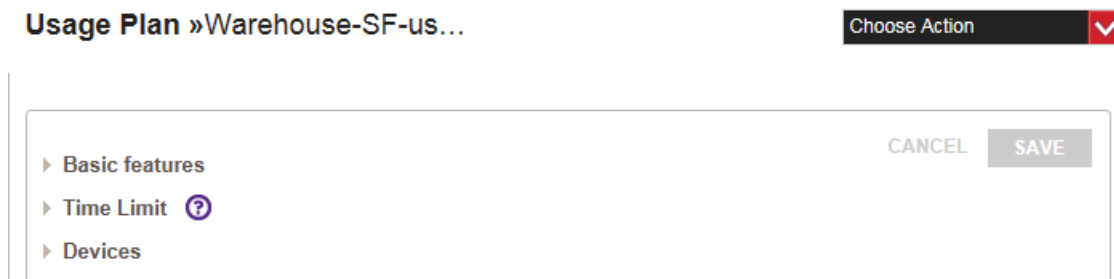 Usage Plan »Warehouse-SF-us...
Choose Action
CANCEL SAVE
Basic features
Time Limit ?
Devices